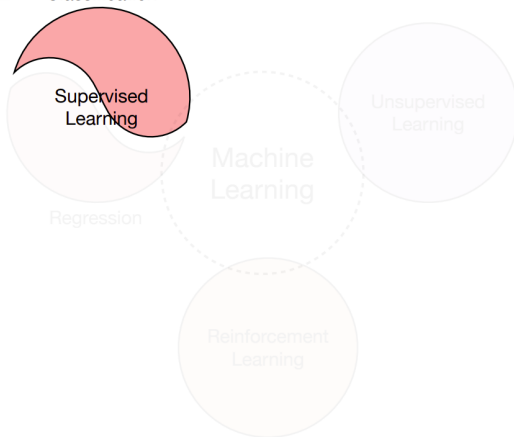 Supervised
Learning
Unsupervised
Learning
Machine
Learning
Regression
Reinforcement
Learning